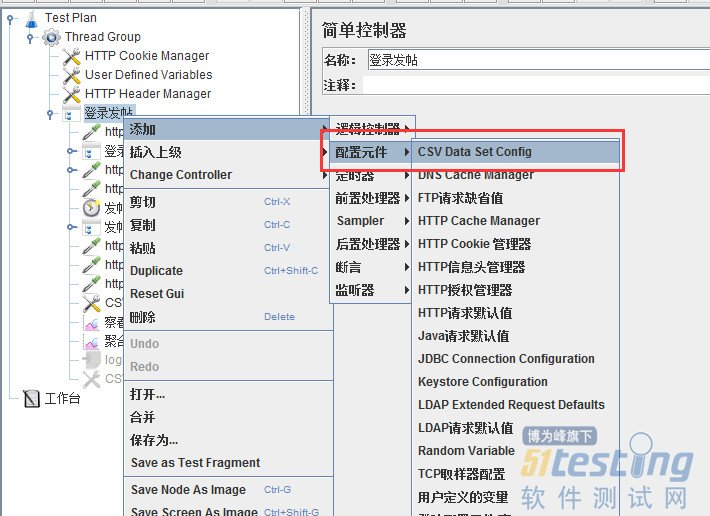 Test Plan
Thread Group
HTTP Cookie Manager
User Defined Variables
HTTP Header Manager
登录发帖
http
登录
http
http
发帖
发帖
http
http
http
CSV
察看
聚合
log
CSV
工作台
简单控制器
名称: 登录发帖
注释:
添加
插入上级
Change Controller
剪切 Ctrl-X
复制 Ctrl-C
粘贴 Ctrl-V
Duplicate Ctrl+Shift-C
Reset Gui
删除 Delete
Undo
Redo
打开...
合并
保存为...
Save as Test Fragment
Save Node As Image Ctrl-G
Save Screen As Image Ctrl+Shift-G
逻辑控制器
配置元件
定时器
前置处理器
Sampler
后置处理器
断言
监听器
CSV Data Set Config
DNS Cache Manager
FTP请求缺省值
HTTP Cache Manager
HTTP Cookie 管理器
HTTP信息头管理器
HTTP授权管理器
HTTP请求默认值
Java请求默认值
JDBC Connection Configuration
Keystore Configuration
LDAP Extended Request Defaults
LDAP请求默认值
Random Variable
TCP取样器配置
用户定义的变量
博为峰旗下
51testing
软件测试网